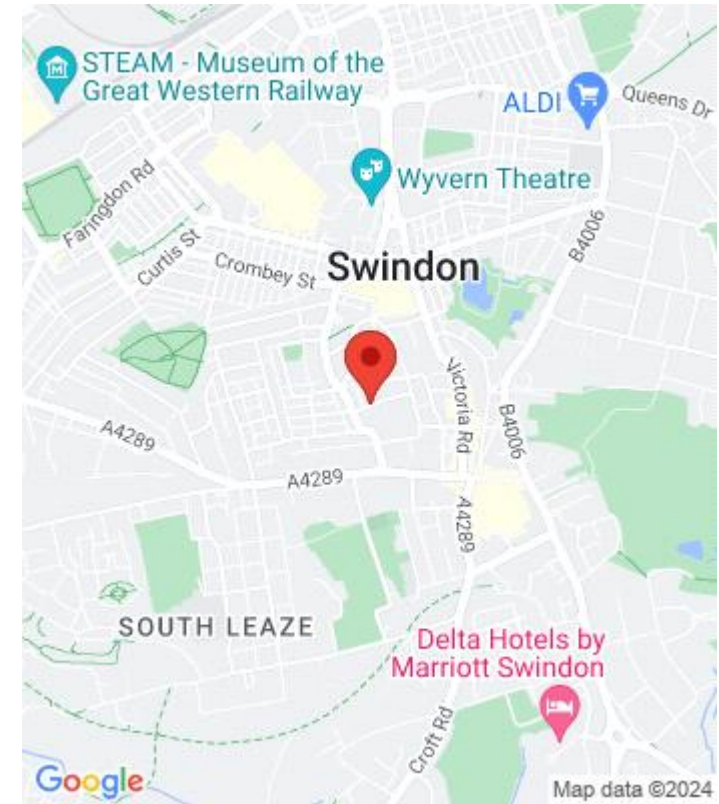 STEAM - Museum of the
Great Western Railway
ALDI
Queens Dr
Wyvern Theatre
Faringdon Rd
Curtis St
Crombey St
Swindon
B4006
Victoria Rd
B4006
A4289
A4289
A4289
SOUTH LEAZE
Delta Hotels by
Marriott Swindon
Croft Rd
Google
Map data ©2024